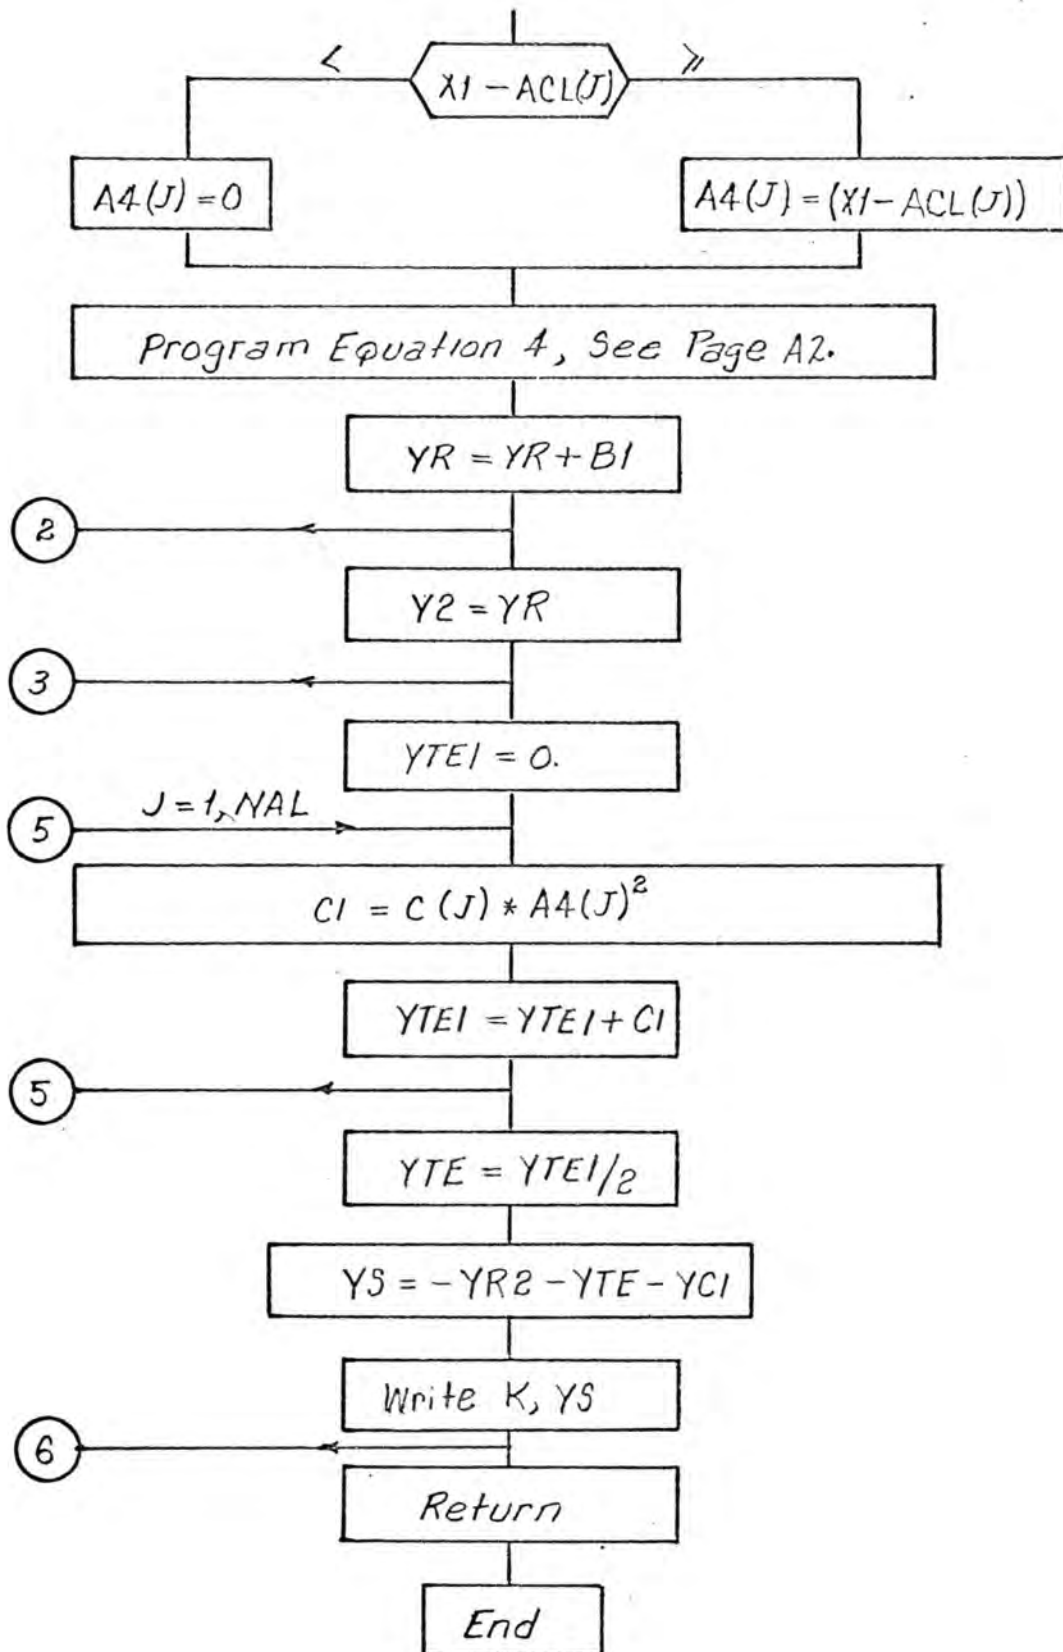 < X1 - ACL(J) ≥
A4(J) = 0
A4(J) = (X1 - ACL(J))
Program Equation 4, See Page A2.
YR = YR + B1
2
Y2 = YR
3
YTE1 = 0.
J = 1, NAL
5
C1 = C(J) * A4(J)²
YTE1 = YTE1 + C1
5
YTE = YTE1/2
YS = - YR2 - YTE - YC1
Write K, YS
6
Return
End